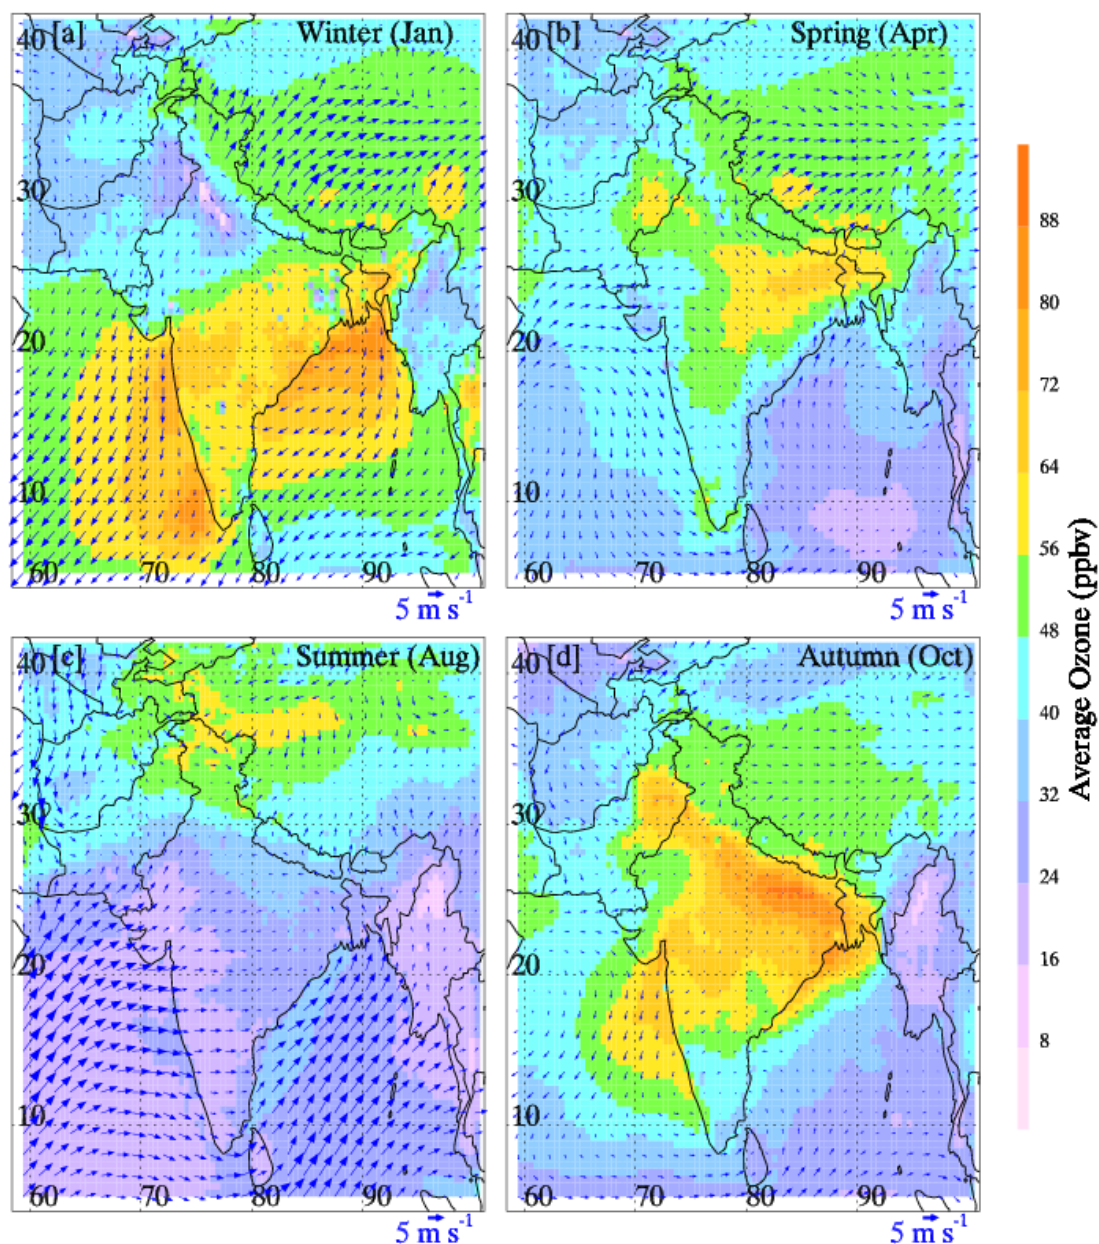 40 [a] Winter (Jan)
30
20
10
60 70 80 90
5 m s-1
40 [b] Spring (Apr)
30
20
10
60 70 80 90
5 m s-1
40 [c] Summer (Aug)
30
20
10
60 70 80 90
5 m s-1
40 [d] Autumn (Oct)
30
20
10
60 70 80 90
5 m s-1
88
80
72
64
56
48
40
32
24
16
8
Average Ozone (ppbv)